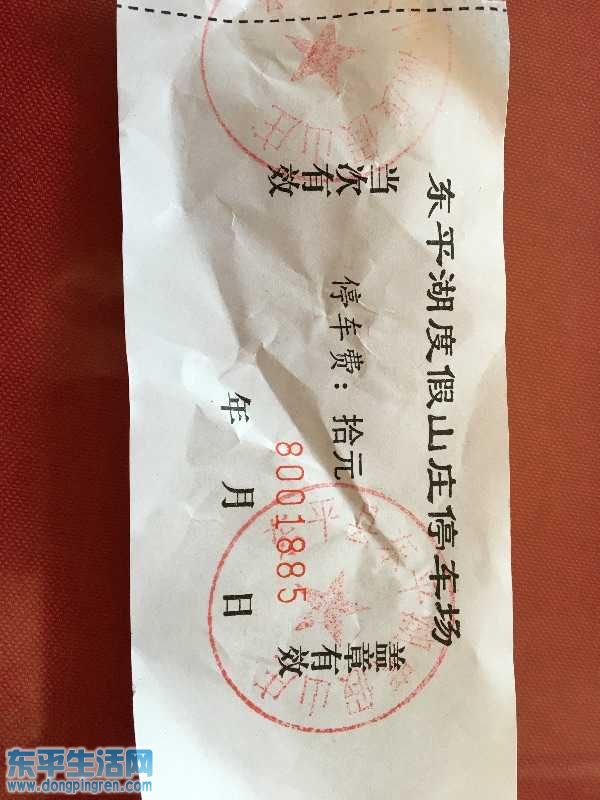 东平湖度假山庄停车场
当次有效
停车费：拾元
盖章有效
8001885
年 月 日
东平生活网
www.dongpingren.com